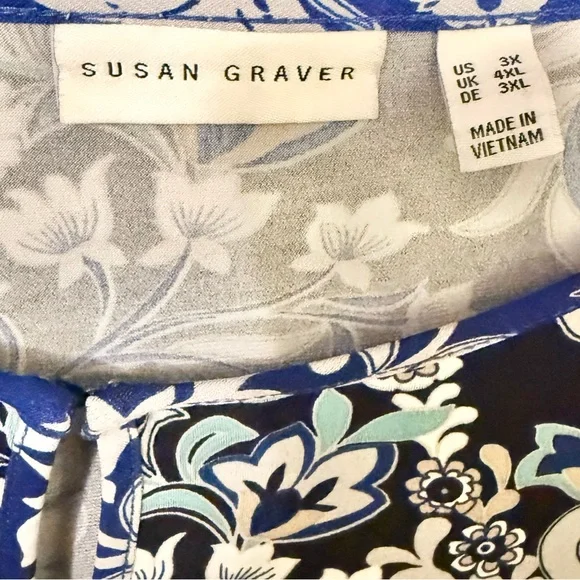 SUSAN GRAVER
US 3X
UK 4XL
DE 3XL
MADE IN
VIETNAM